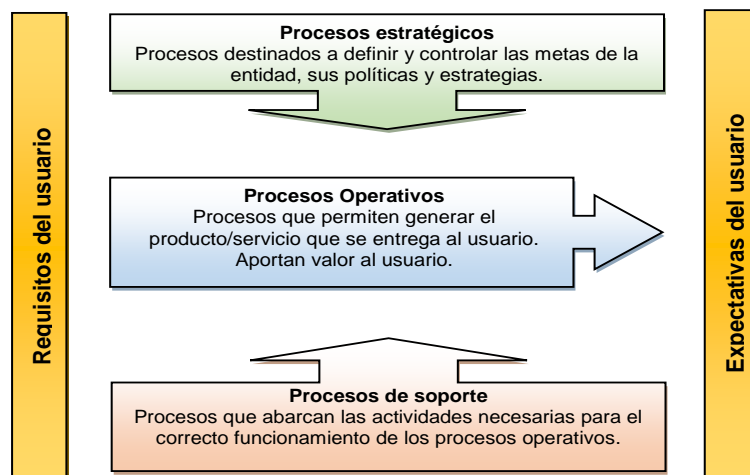 Requisitos del usuario
Procesos estratégicos
Procesos destinados a definir y controlar las metas de la
entidad, sus políticas y estrategias.
Procesos Operativos
Procesos que permiten generar el
producto/servicio que se entrega al usuario.
Aportan valor al usuario.
Procesos de soporte
Procesos que abarcan las actividades necesarias para el
correcto funcionamiento de los procesos operativos.
Expectativas del usuario